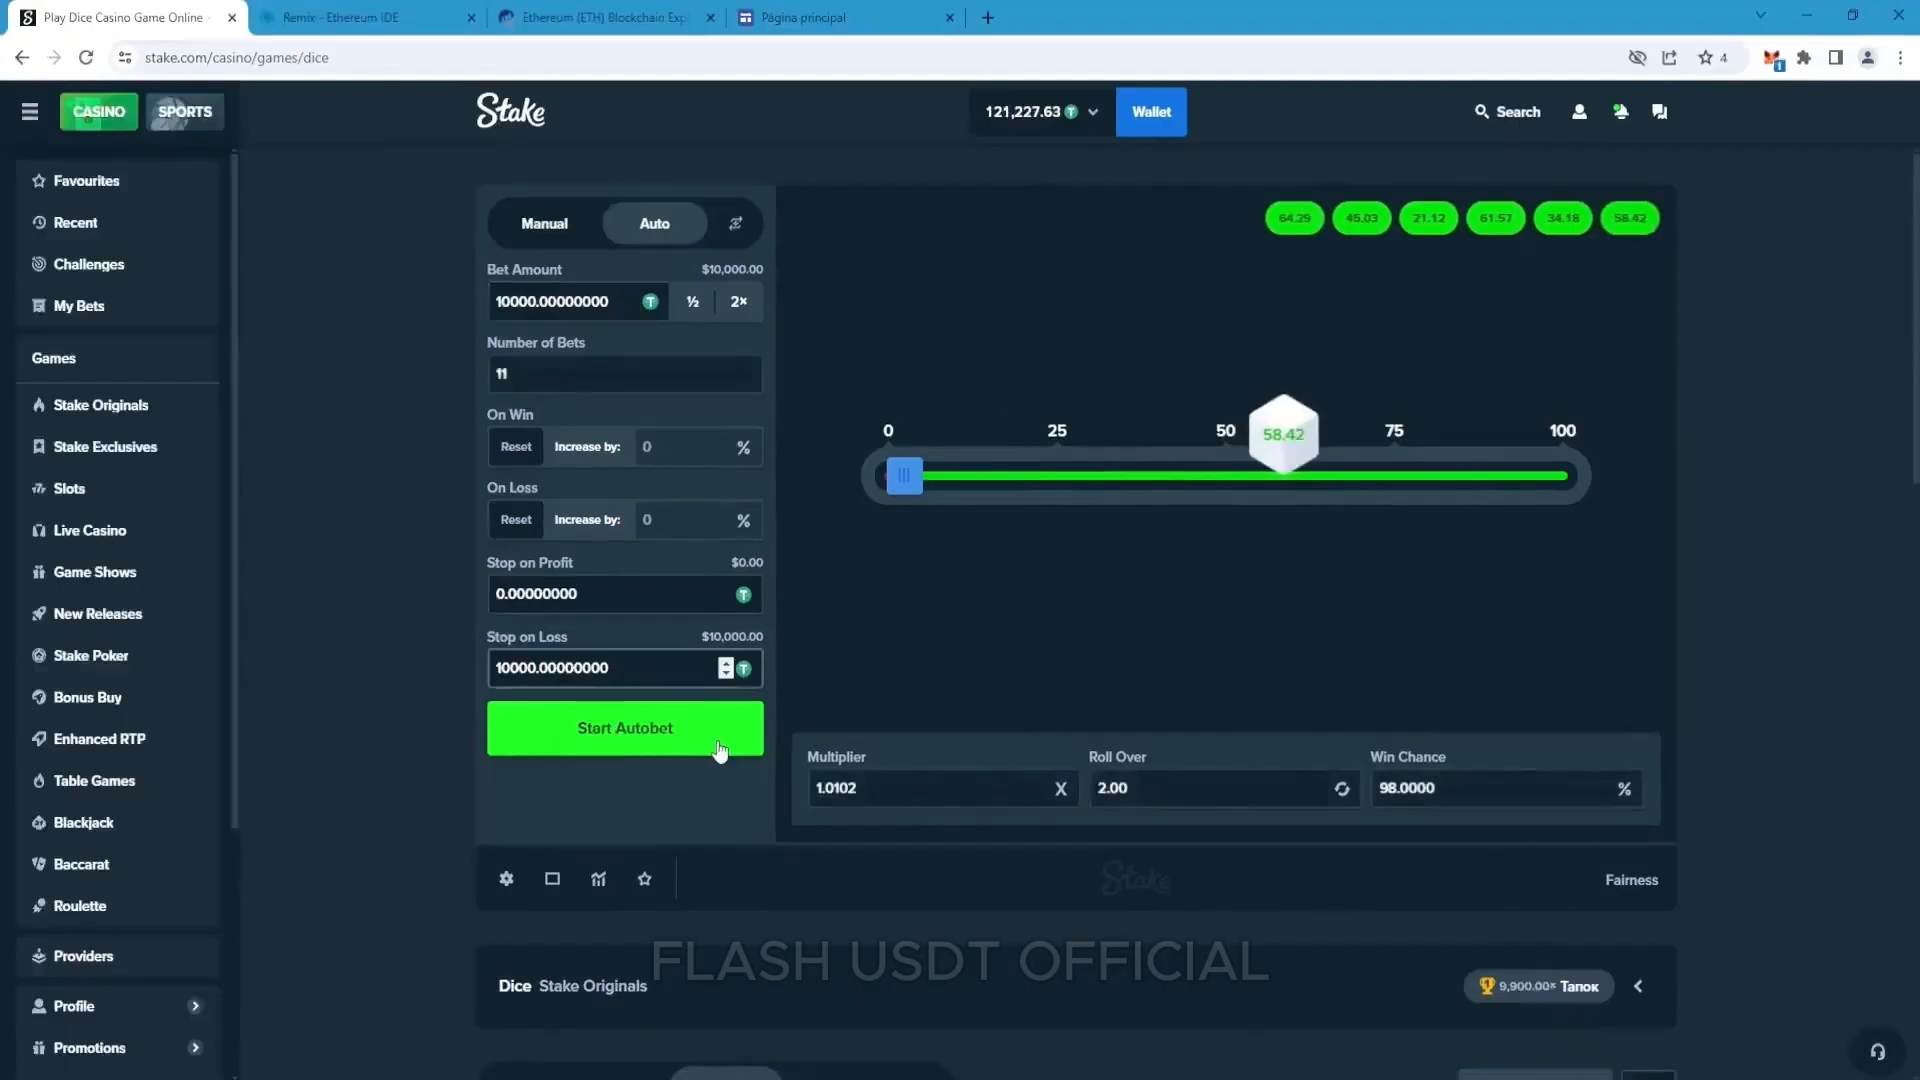 Play Dice Casino Game Online -
Remix - Ethereum IDE
Ethereum (ETH) Blockchain Exp
Página principal
stake.com/casino/games/dice
4
1
CASINO
SPORTS
Stake
121,227.63
Wallet
Search
Favourites
Recent
Challenges
My Bets
Games
Stake Originals
Stake Exclusives
Slots
Live Casino
Game Shows
New Releases
Stake Poker
Bonus Buy
Enhanced RTP
Table Games
Blackjack
Baccarat
Roulette
Providers
Profile
Promotions
Manual
Auto
Bet Amount
$10,000.00
10000.00000000
½
2×
Number of Bets
11
On Win
Reset
Increase by:
0
%
On Loss
Reset
Increase by:
0
%
Stop on Profit
$0.00
0.00000000
Stop on Loss
$10,000.00
10000.00000000
Start Autobet
64.29
45.03
21.12
61.57
34.18
58.42
0
25
50
75
100
58.42
Multiplier
1.0102
X
Roll Over
2.00
Win Chance
98.0000
%
Stake
Fairness
FLASH USDT OFFICIAL
Dice Stake Originals
9,900.00× Тапок